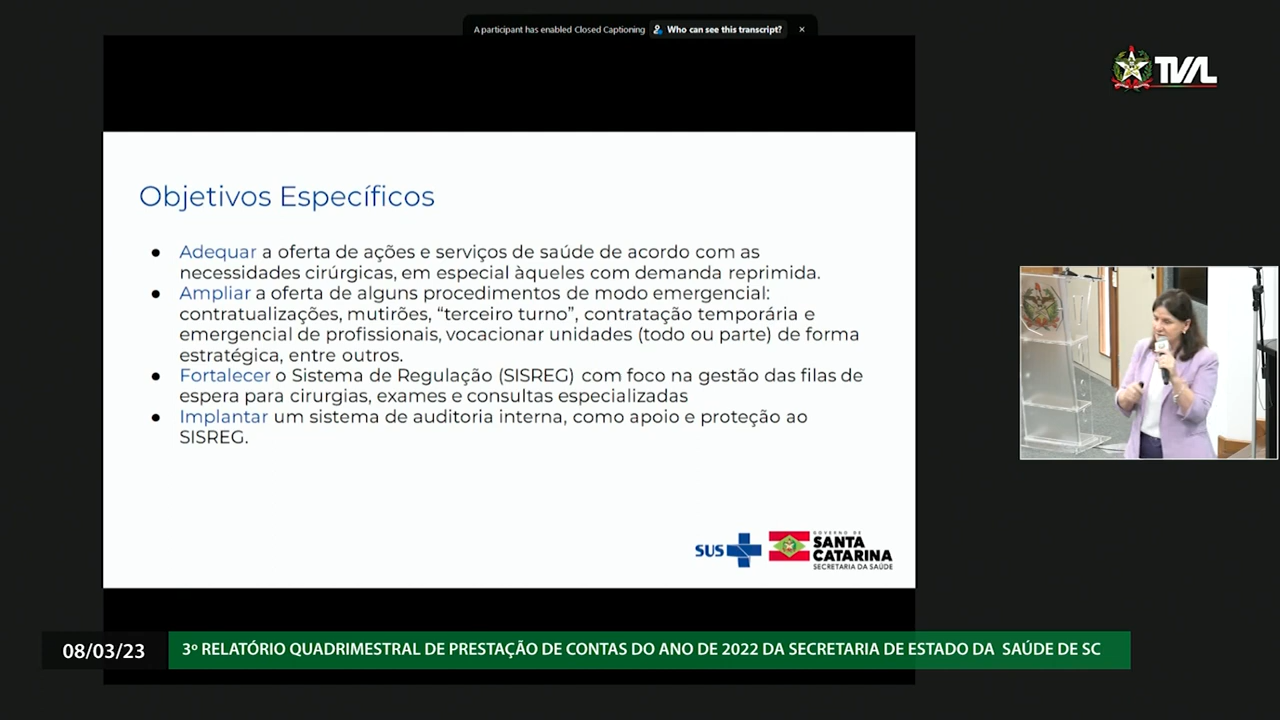 A participant has enabled Closed Captioning Who can see this transcript? ×
TVAL
Objetivos Específicos
● Adequar a oferta de ações e serviços de saúde de acordo com as
necessidades cirúrgicas, em especial àqueles com demanda reprimida.
● Ampliar a oferta de alguns procedimentos de modo emergencial:
contratualizações, mutirões, “terceiro turno”, contratação temporária e
emergencial de profissionais, vocacionar unidades (todo ou parte) de forma
estratégica, entre outros.
● Fortalecer o Sistema de Regulação (SISREG) com foco na gestão das filas de
espera para cirurgias, exames e consultas especializadas
● Implantar um sistema de auditoria interna, como apoio e proteção ao
SISREG.
SUS
GOVERNO DE
SANTA
CATARINA
SECRETARIA DA SAÚDE
08/03/23
3º RELATÓRIO QUADRIMESTRAL DE PRESTAÇÃO DE CONTAS DO ANO DE 2022 DA SECRETARIA DE ESTADO DA SAÚDE DE SC